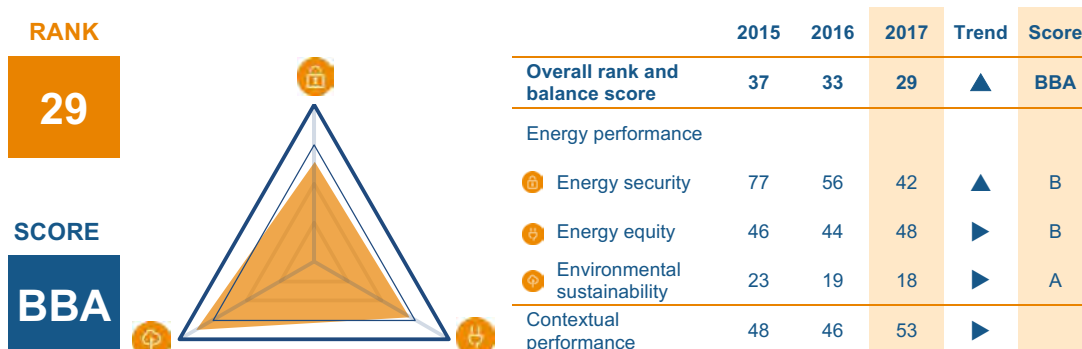 RANK
29
SCORE
BBA
2015 2016 2017 Trend Score
Overall rank and
balance score 37 33 29 BBA
Energy performance
Energy security 77 56 42 B
Energy equity 46 44 48 B
Environmental
sustainability 23 19 18 A
Contextual
performance 48 46 53